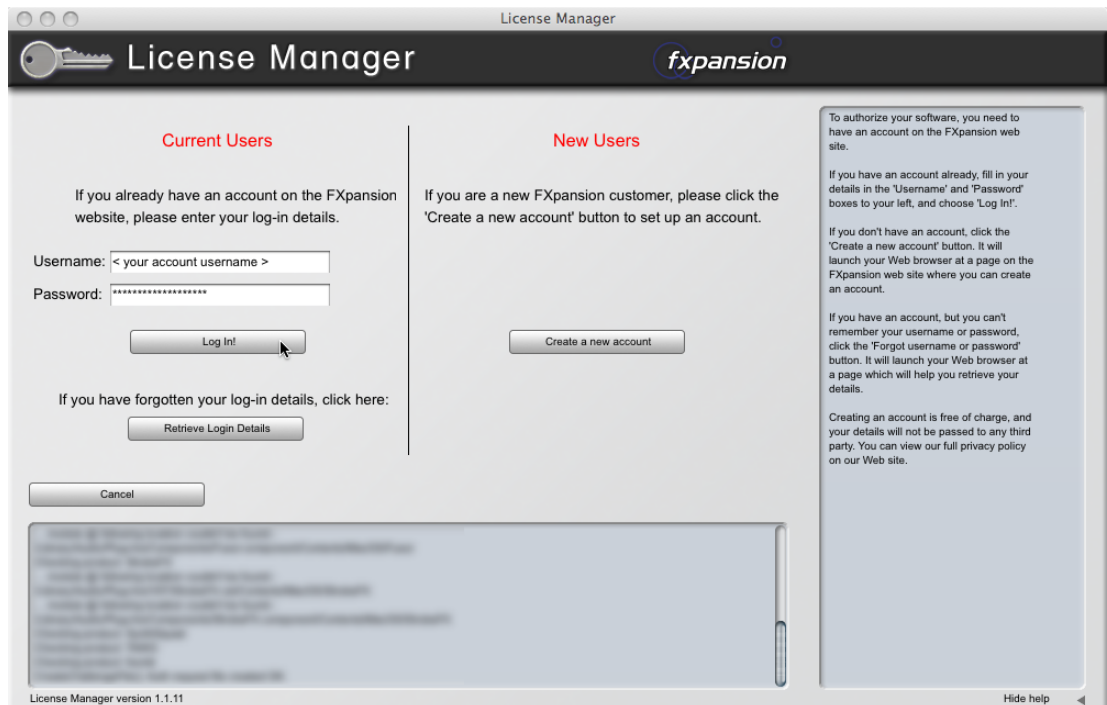 License Manager
License Manager
fxpansion
Current Users
If you already have an account on the FXpansion
website, please enter your log-in details.
Username: < your account username >
Password: *******************
Log In!
If you have forgotten your log-in details, click here:
Retrieve Login Details
New Users
If you are a new FXpansion customer, please click the
'Create a new account' button to set up an account.
Create a new account
Cancel
To authorize your software, you need to
have an account on the FXpansion web
site.
If you have an account already, fill in your
details in the 'Username' and 'Password'
boxes to your left, and choose 'Log In!'.
If you don't have an account, click the
'Create a new account' button. It will
launch your Web browser at a page on the
FXpansion web site where you can create
an account.
If you have an account, but you can't
remember your username or password,
click the 'Forgot username or password'
button. It will launch your Web browser at
a page which will help you retrieve your
details.
Creating an account is free of charge, and
your details will not be passed to any third
party. You can view our full privacy policy
on our Web site.
License Manager version 1.1.11
Hide help